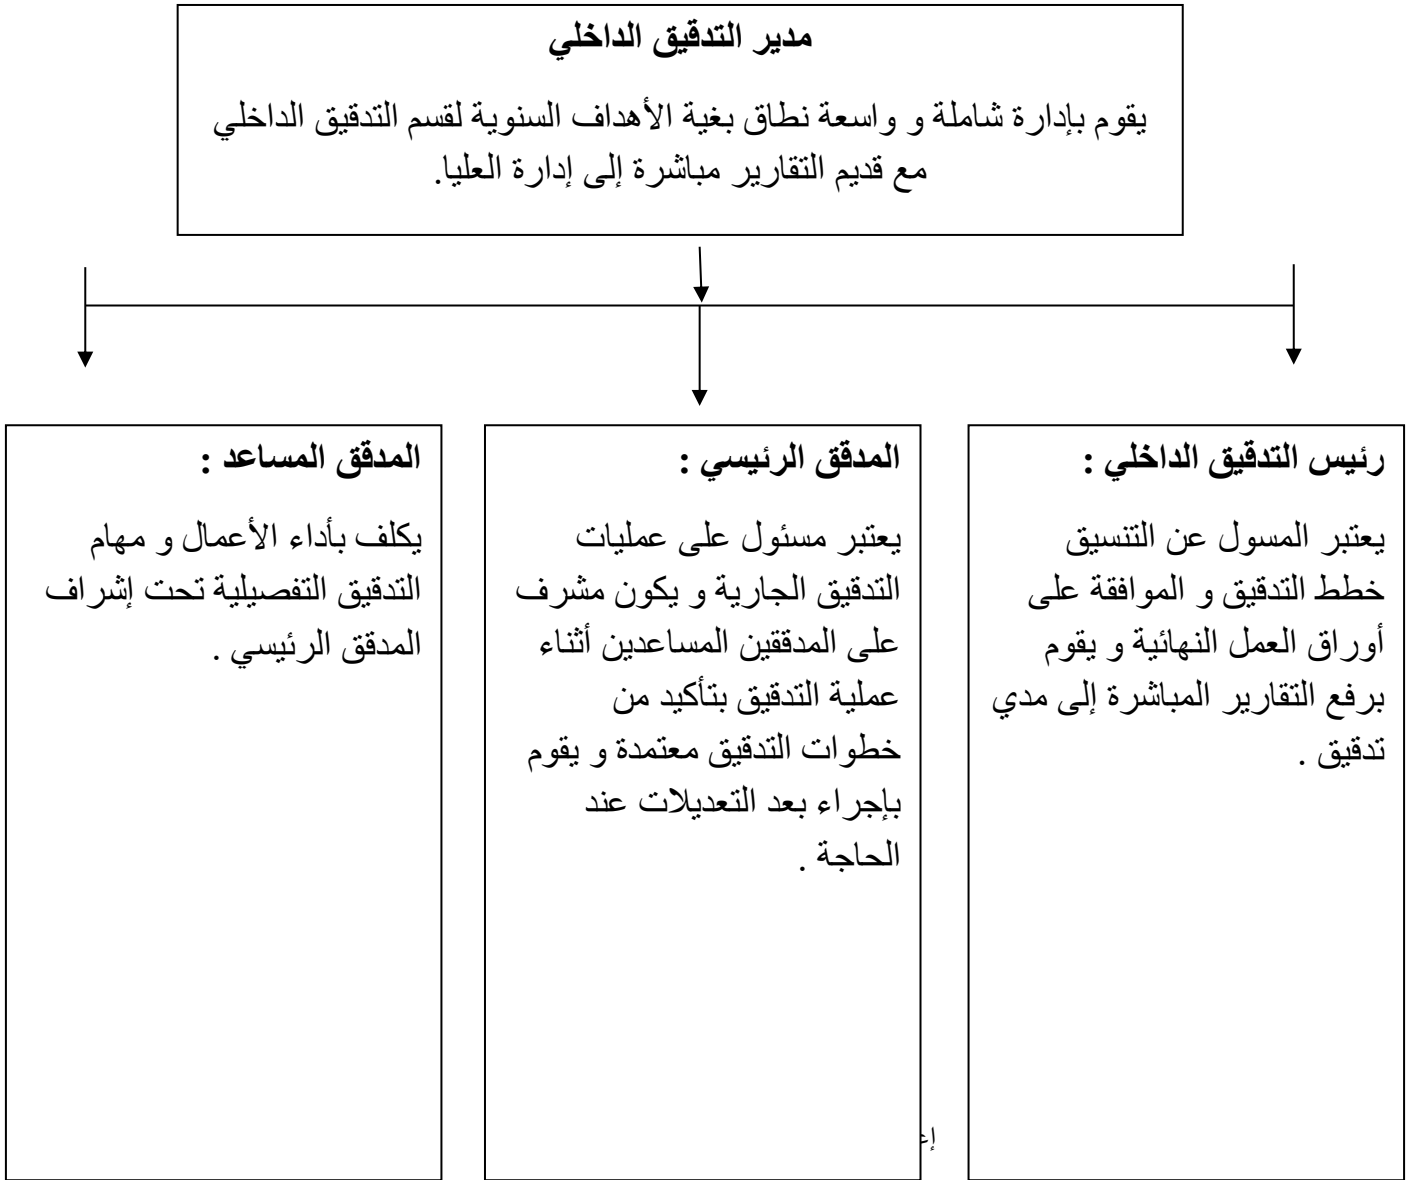 مدير التدقيق الداخلي
يقوم بإدارة شاملة و واسعة نطاق بغية الأهداف السنوية لقسم التدقيق الداخلي
مع قديم التقارير مباشرة إلى إدارة العليا.
رئيس التدقيق الداخلي :
يعتبر المسول عن التنسيق
خطط التدقيق و الموافقة على
أوراق العمل النهائية و يقوم
برفع التقارير المباشرة إلى مدي
تدقيق .
المدقق الرئيسي :
يعتبر مسئول على عمليات
التدقيق الجارية و يكون مشرف
على المدققين المساعدين أثناء
عملية التدقيق بتأكيد من
خطوات التدقيق معتمدة و يقوم
بإجراء بعد التعديلات عند
الحاجة .
المدقق المساعد :
يكلف بأداء الأعمال و مهام
التدقيق التفصيلية تحت إشراف
المدقق الرئيسي .